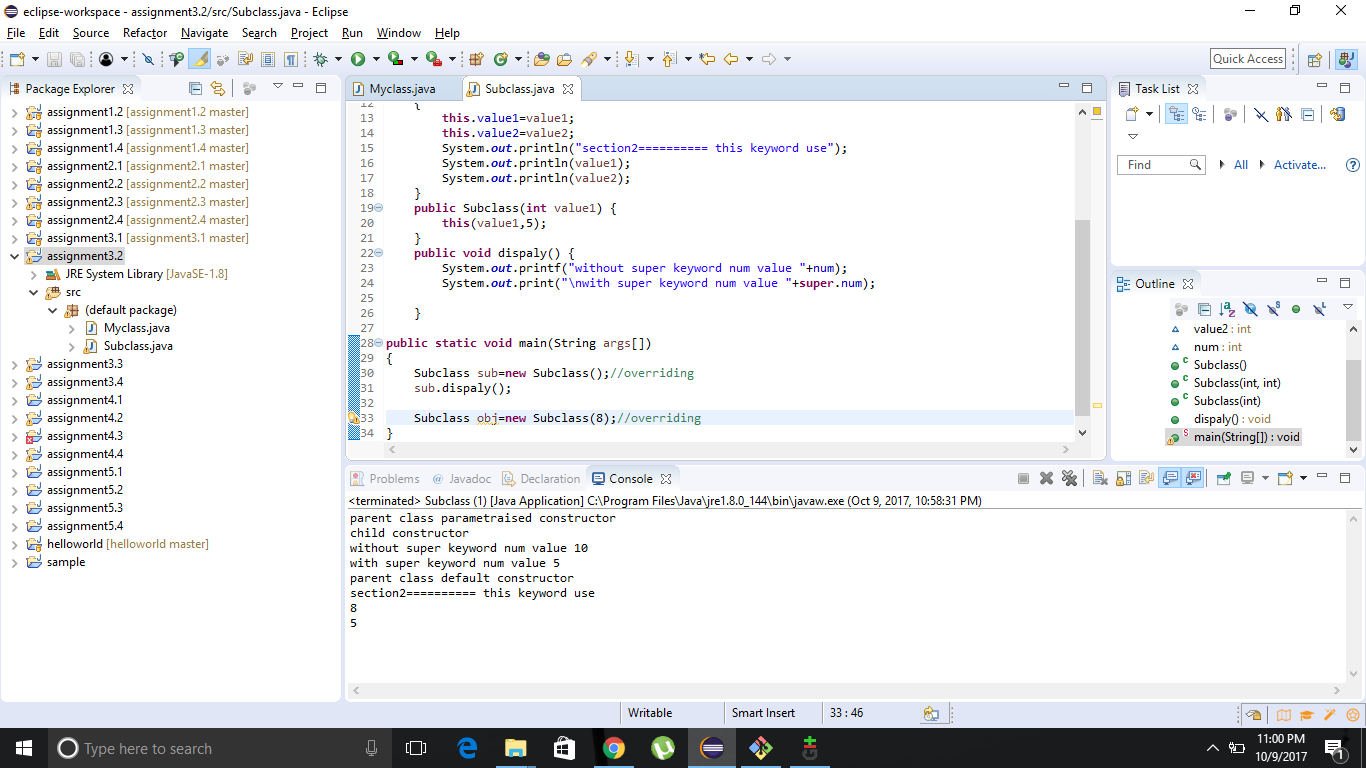 eclipse-workspace - assignment3.2/src/Subclass.java - Eclipse
File Edit Source Refactor Navigate Search Project Run Window Help
Quick Access
Package Explorer
assignment1.2 [assignment1.2 master]
assignment1.3 [assignment1.3 master]
assignment1.4 [assignment1.4 master]
assignment2.1 [assignment2.1 master]
assignment2.2 [assignment2.2 master]
assignment2.3 [assignment2.3 master]
assignment2.4 [assignment2.4 master]
assignment3.1 [assignment3.1 master]
assignment3.2
JRE System Library [JavaSE-1.8]
src
(default package)
Myclass.java
Subclass.java
assignment3.3
assignment3.4
assignment4.1
assignment4.2
assignment4.3
assignment4.4
assignment5.1
assignment5.2
assignment5.3
assignment5.4
helloworld [helloworld master]
sample
Myclass.java Subclass.java
12 {
13 this.value1=value1;
14 this.value2=value2;
15 System.out.println("section2========== this keyword use");
16 System.out.println(value1);
17 System.out.println(value2);
18 }
19 public Subclass(int value1) {
20 this(value1,5);
21 }
22 public void dispaly() {
23 System.out.printf("without super keyword num value "+num);
24 System.out.print("\nwith super keyword num value "+super.num);
25
26 }
27
28 public static void main(String args[])
29 {
30 Subclass sub=new Subclass();//overriding
31 sub.dispaly();
32
33 Subclass obj=new Subclass(8);//overriding
34 }
Task List
Find All Activate...
Outline
value2 : int
num : int
Subclass()
Subclass(int, int)
Subclass(int)
dispaly() : void
main(String[]) : void
Problems @ Javadoc Declaration Console
<terminated> Subclass (1) [Java Application] C:\Program Files\Java\jre1.8.0_144\bin\javaw.exe (Oct 9, 2017, 10:58:31 PM)
parent class parametraised constructor
child constructor
without super keyword num value 10
with super keyword num value 5
parent class default constructor
section2========== this keyword use
8
5
Writable Smart Insert 33 : 46
Type here to search
11:00 PM
10/9/2017
1